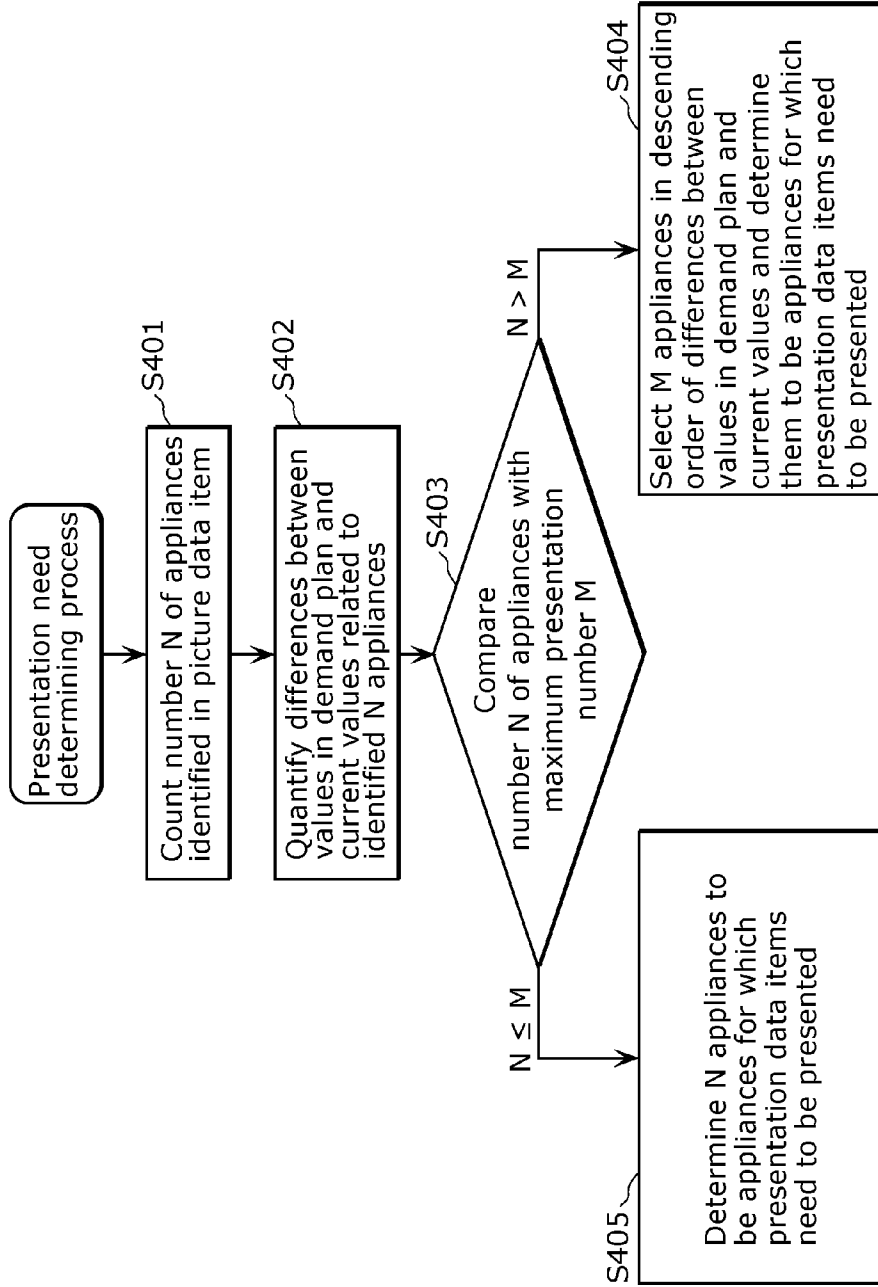 Presentation need
determining process
S401
Count number N of appliances
identified in picture data item
S402
Quantify differences between
values in demand plan and
current values related to
identified N appliances
S403
Compare
number N of appliances with
maximum presentation
number M
N ≤ M
N > M
S405
Determine N appliances to
be appliances for which
presentation data items
need to be presented
S404
Select M appliances in descending
order of differences between
values in demand plan and
current values and determine
them to be appliances for which
presentation data items need
to be presented